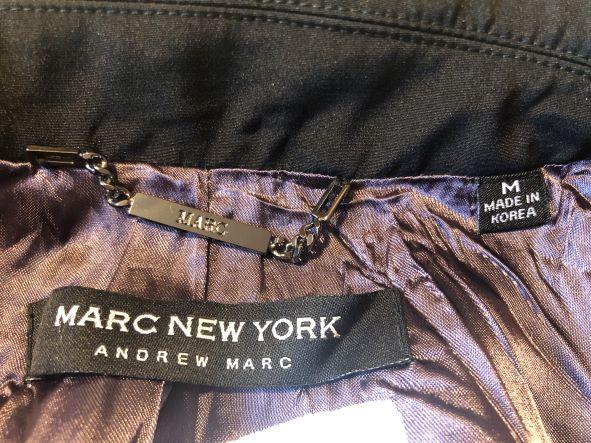 MARC
M
MADE IN
KOREA
MARC NEW YORK
ANDREW MARC